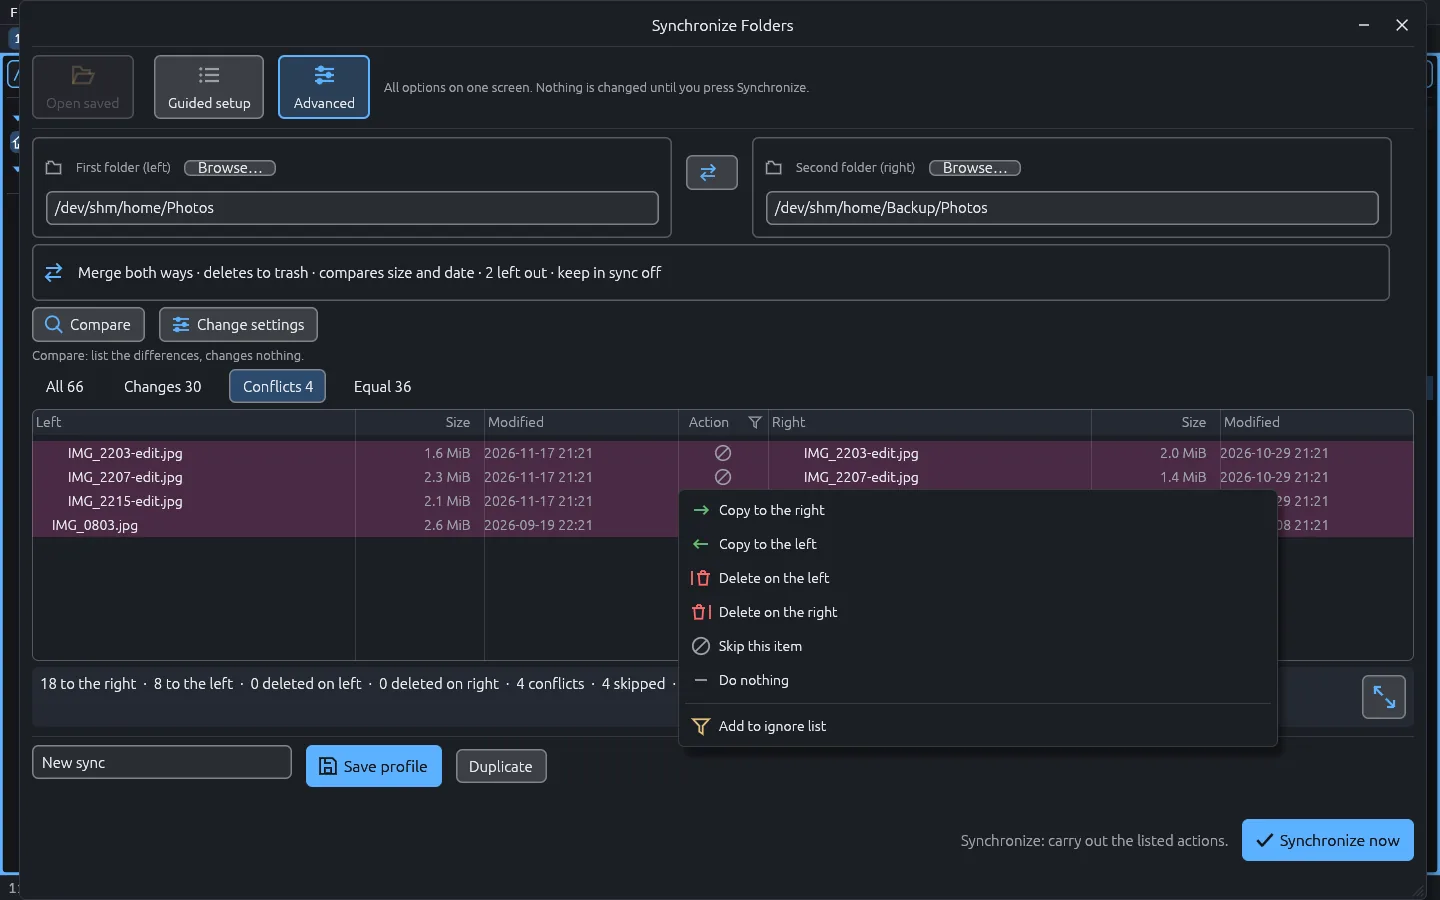 Synchronize Folders
Open saved
Guided setup
Advanced
All options on one screen. Nothing is changed until you press Synchronize.
First folder (left) Browse...
/dev/shm/home/Photos
Second folder (right) Browse...
/dev/shm/home/Backup/Photos
Merge both ways · deletes to trash · compares size and date · 2 left out · keep in sync off
Compare
Change settings
Compare: list the differences, changes nothing.
All 66 Changes 30 Conflicts 4 Equal 36
Left Size Modified Action Right Size Modified
IMG_2203-edit.jpg 1.6 MiB 2026-11-17 21:21 IMG_2203-edit.jpg 2.0 MiB 2026-10-29 21:21
IMG_2207-edit.jpg 2.3 MiB 2026-11-17 21:21 IMG_2207-edit.jpg 1.4 MiB 2026-10-29 21:21
IMG_2215-edit.jpg 2.1 MiB 2026-11-17 21:21 29 21:21
IMG_0803.jpg 2.6 MiB 2026-09-19 22:21 08 21:21
Copy to the right
Copy to the left
Delete on the left
Delete on the right
Skip this item
Do nothing
Add to ignore list
18 to the right · 8 to the left · 0 deleted on left · 0 deleted on right · 4 conflicts · 4 skipped ·
New sync
Save profile
Duplicate
Synchronize: carry out the listed actions.
Synchronize now